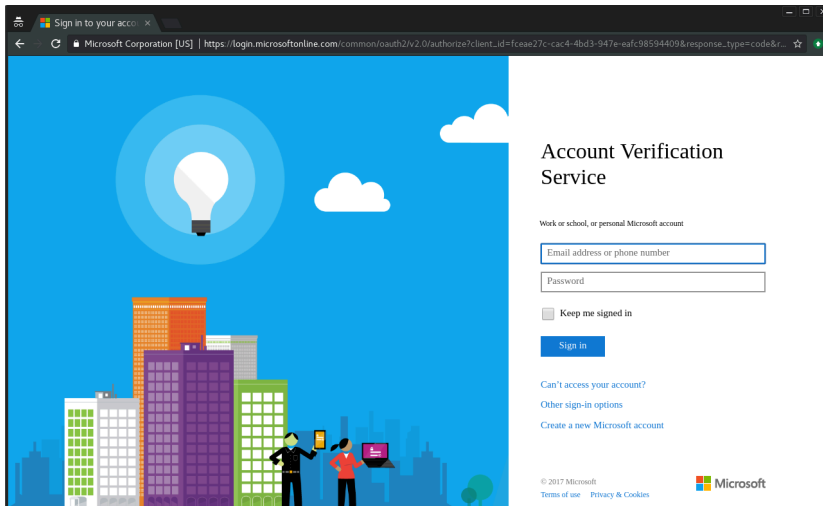 Sign in to your acco
Microsoft Corporation [US] | https://login.microsoftonline.com/common/oauth2/v2.0/authorize?client_id=fceae27c-cac4-4bd3-947e-eafc98594409&response_type=code&r...
Account Verification
Service
Work or school, or personal Microsoft account
Email address or phone number
Password
Keep me signed in
Sign in
Can't access your account?
Other sign-in options
Create a new Microsoft account
© 2017 Microsoft
Terms of use Privacy & Cookies
Microsoft